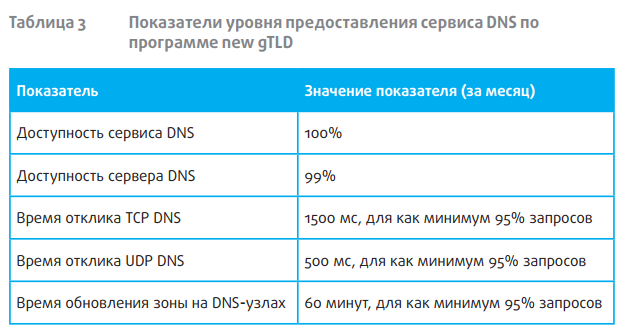 Таблица 3 Показатели уровня предоставления сервиса DNS по
программе new gTLD
Показатель Значение показателя (за месяц)
Доступность сервиса DNS 100%
Доступность сервера DNS 99%
Время отклика TCP DNS 1500 мс, для как минимум 95% запросов
Время отклика UDP DNS 500 мс, для как минимум 95% запросов
Время обновления зоны на DNS-узлах 60 минут, для как минимум 95% запросов